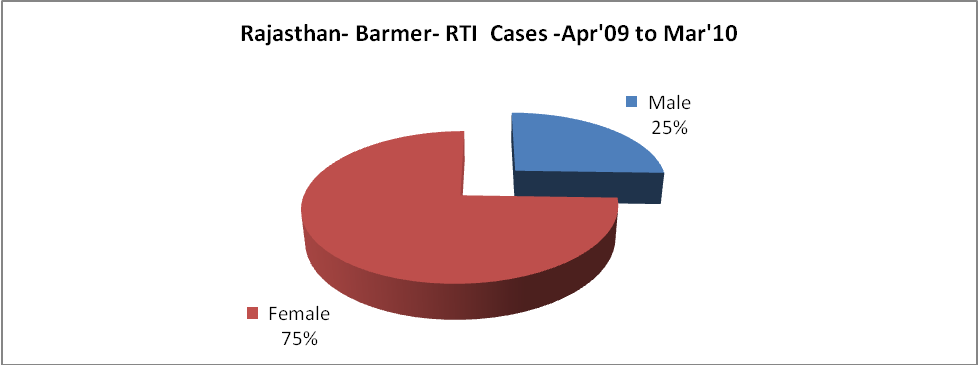 Rajasthan- Barmer- RTI  Cases -Apr'09 to Mar'10
Male
25%
Female
75%